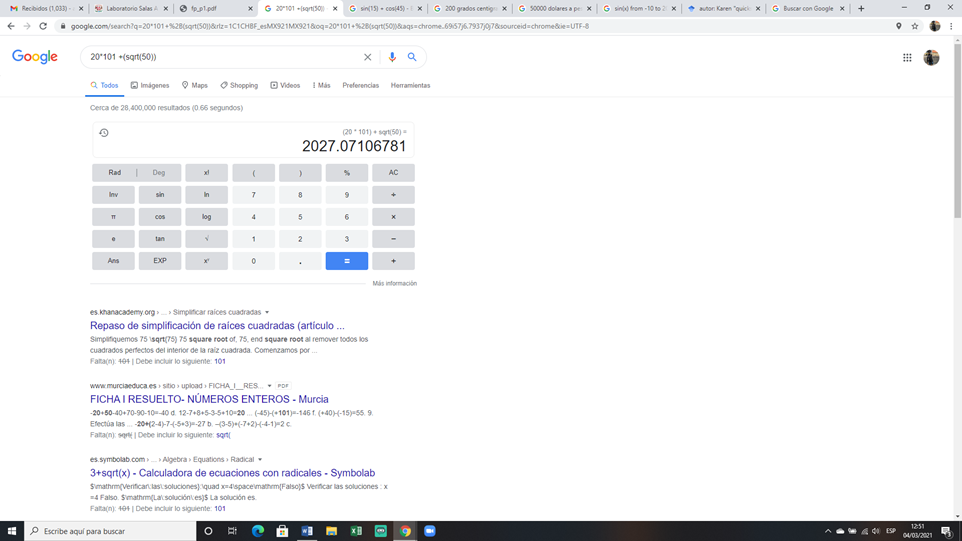 Recibidos (1,033) -
Laboratorio Salas A
fp_p1.pdf
20*101 +(sqrt(50))
sin(15) + cos(45) -
200 grados centig
50000 dolares a pe
sin(x) from -10 to 2
autor: Karen "quick
Buscar con Google
google.com/search?q=20*101+%2B(sqrt(50))&rlz=1C1CHBF_esMX921MX921&oq=20*101+%2B(sqrt(50))&aqs=chrome..69i57j6.7937j0j7&sourceid=chrome&ie=UTF-8
Google
20*101 +(sqrt(50))
Todos Imágenes Maps Shopping Videos Más Preferencias Herramientas
Cerca de 28,400,000 resultados (0.66 segundos)
(20 * 101) + sqrt(50) =
2027.07106781
Rad | Deg x! ( ) % AC
Inv sin ln 7 8 9 ÷
π cos log 4 5 6 ×
e tan √ 1 2 3 −
Ans EXP xʸ 0 . = +
Más información
es.khanacademy.org › ... › Simplificar raíces cuadradas
Repaso de simplificación de raíces cuadradas (artículo ...
Simplifiquemos 75 \sqrt{75} 75 square root of, 75, end square root al remover todos los
cuadrados perfectos del interior de la raíz cuadrada. Comenzamos por ...
Falta(n): 101 | Debe incluir lo siguiente: 101
www.murciaeduca.es › sitio › upload › FICHA_I__RES... PDF
FICHA I RESUELTO- NÚMEROS ENTEROS - Murcia
-20+50-40+70-90-10=-40 d. 12-7+8+5-3-5+10=20 ... (-45)-(+101)=-146 f. (+40)-(-15)=55. 9.
Efectúa las ... -20+(2-4)-7-(-5+3)=-27 b. –(3-5)+(-7+2)-(-4-1)=2 c.
Falta(n): sqrt( | Debe incluir lo siguiente: sqrt(
es.symbolab.com › ... › Algebra › Equations › Radical
3+sqrt(x) - Calculadora de ecuaciones con radicales - Symbolab
$\mathrm{Verificar\:las\:soluciones}:\quad x=4\space\mathrm{Falso}$ Verificar las soluciones : x
=4 Falso. $\mathrm{La\:solución\:es}$ La solución es.
Falta(n): 101 | Debe incluir lo siguiente: 101
Escribe aquí para buscar
ESP
12:51
04/03/2021